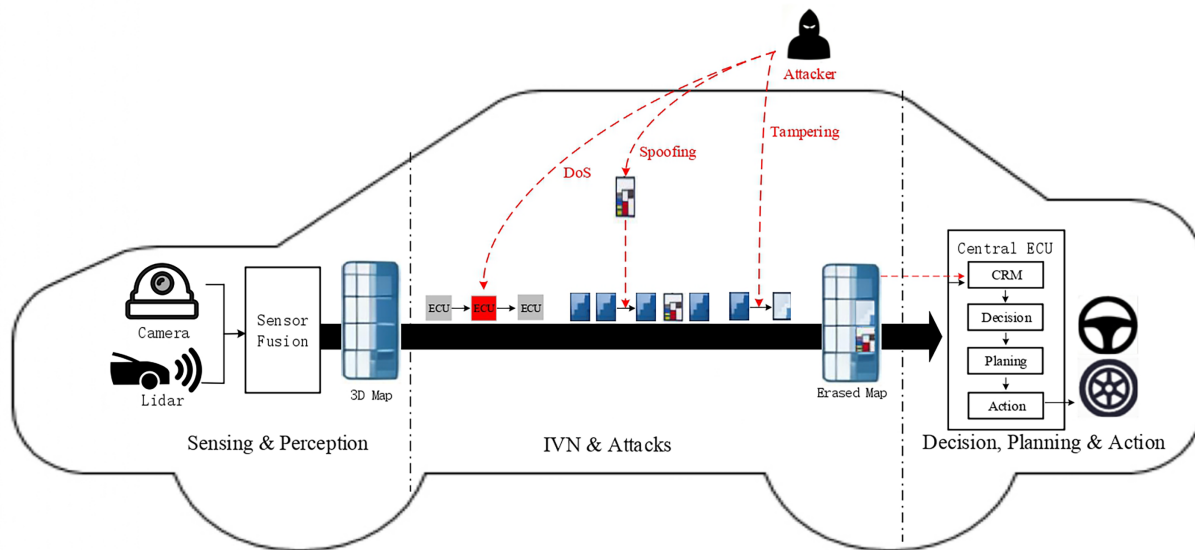 Attacker
DoS
Spoofing
Tampering
Camera
Lidar
Sensor
Fusion
3D Map
ECU
ECU
ECU
Erased Map
Central ECU
CRM
Decision
Planing
Action
Sensing & Perception
IVN & Attacks
Decision, Planning & Action